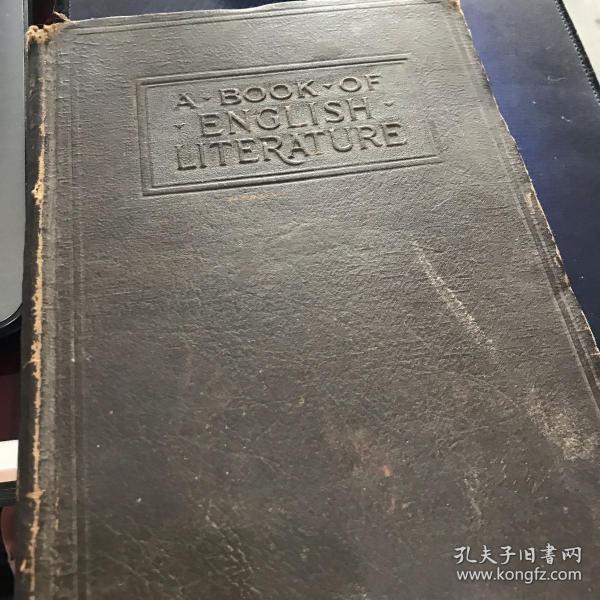 A · BOOK · OF
· ENGLISH ·
LITERATURE
孔夫子旧书网
www.kongfz.com